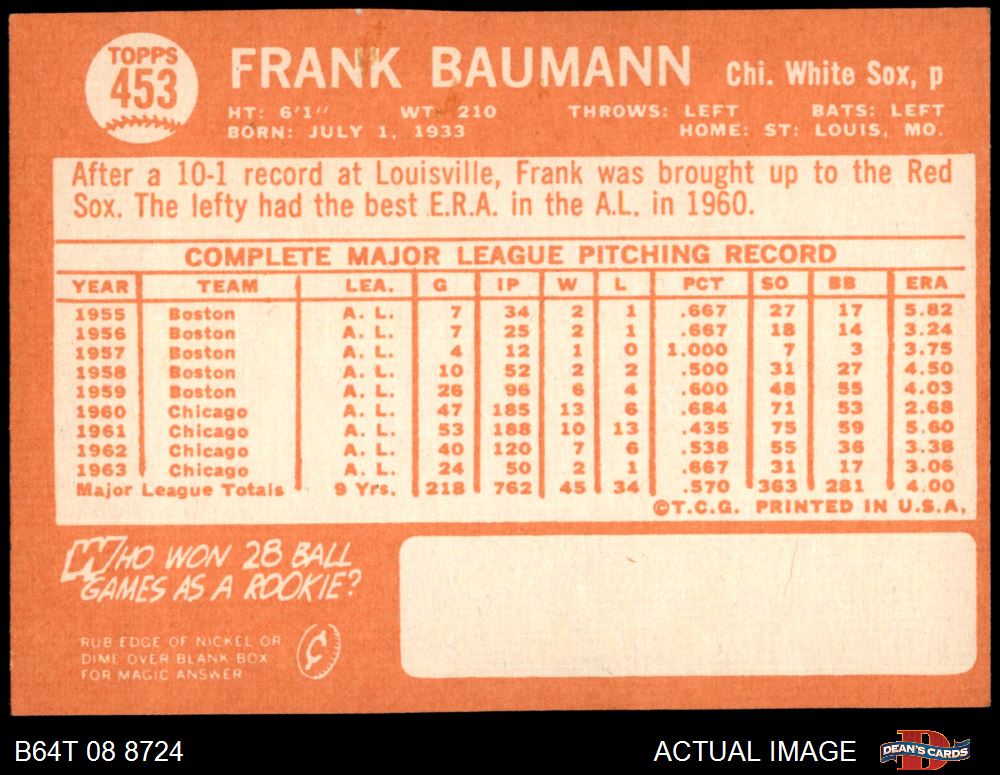 TOPPS
453
FRANK BAUMANN Chi. White Sox, p
HT: 6'1" WT: 210 THROWS: LEFT BATS: LEFT
BORN: JULY 1, 1933 HOME: ST: LOUIS, MO.
After a 10-1 record at Louisville, Frank was brought up to the Red
Sox. The lefty had the best E.R.A. in the A.L. in 1960.
COMPLETE MAJOR LEAGUE PITCHING RECORD
YEAR TEAM LEA. G IP W L PCT SO BB ERA
1955 Boston A. L. 7 34 2 1 .667 27 17 5.82
1956 Boston A. L. 7 25 2 1 .667 18 14 3.24
1957 Boston A. L. 4 12 1 0 1.000 7 3 3.75
1958 Boston A. L. 10 52 2 2 .500 31 27 4.50
1959 Boston A. L. 26 96 6 4 .600 48 55 4.03
1960 Chicago A. L. 47 185 13 6 .684 71 53 2.68
1961 Chicago A. L. 53 188 10 13 .435 75 59 5.60
1962 Chicago A. L. 40 120 7 6 .538 55 36 3.38
1963 Chicago A. L. 24 50 2 1 .667 31 17 3.06
Major League Totals 9 Yrs. 218 762 45 34 .570 363 281 4.00
©T.C.G. PRINTED IN U.S.A.
WHO WON 28 BALL
GAMES AS A ROOKIE?
RUB EDGE OF NICKEL OR
DIME OVER BLANK BOX
FOR MAGIC ANSWER
¢
B64T 08 8724 ACTUAL IMAGE DEAN'S CARDS